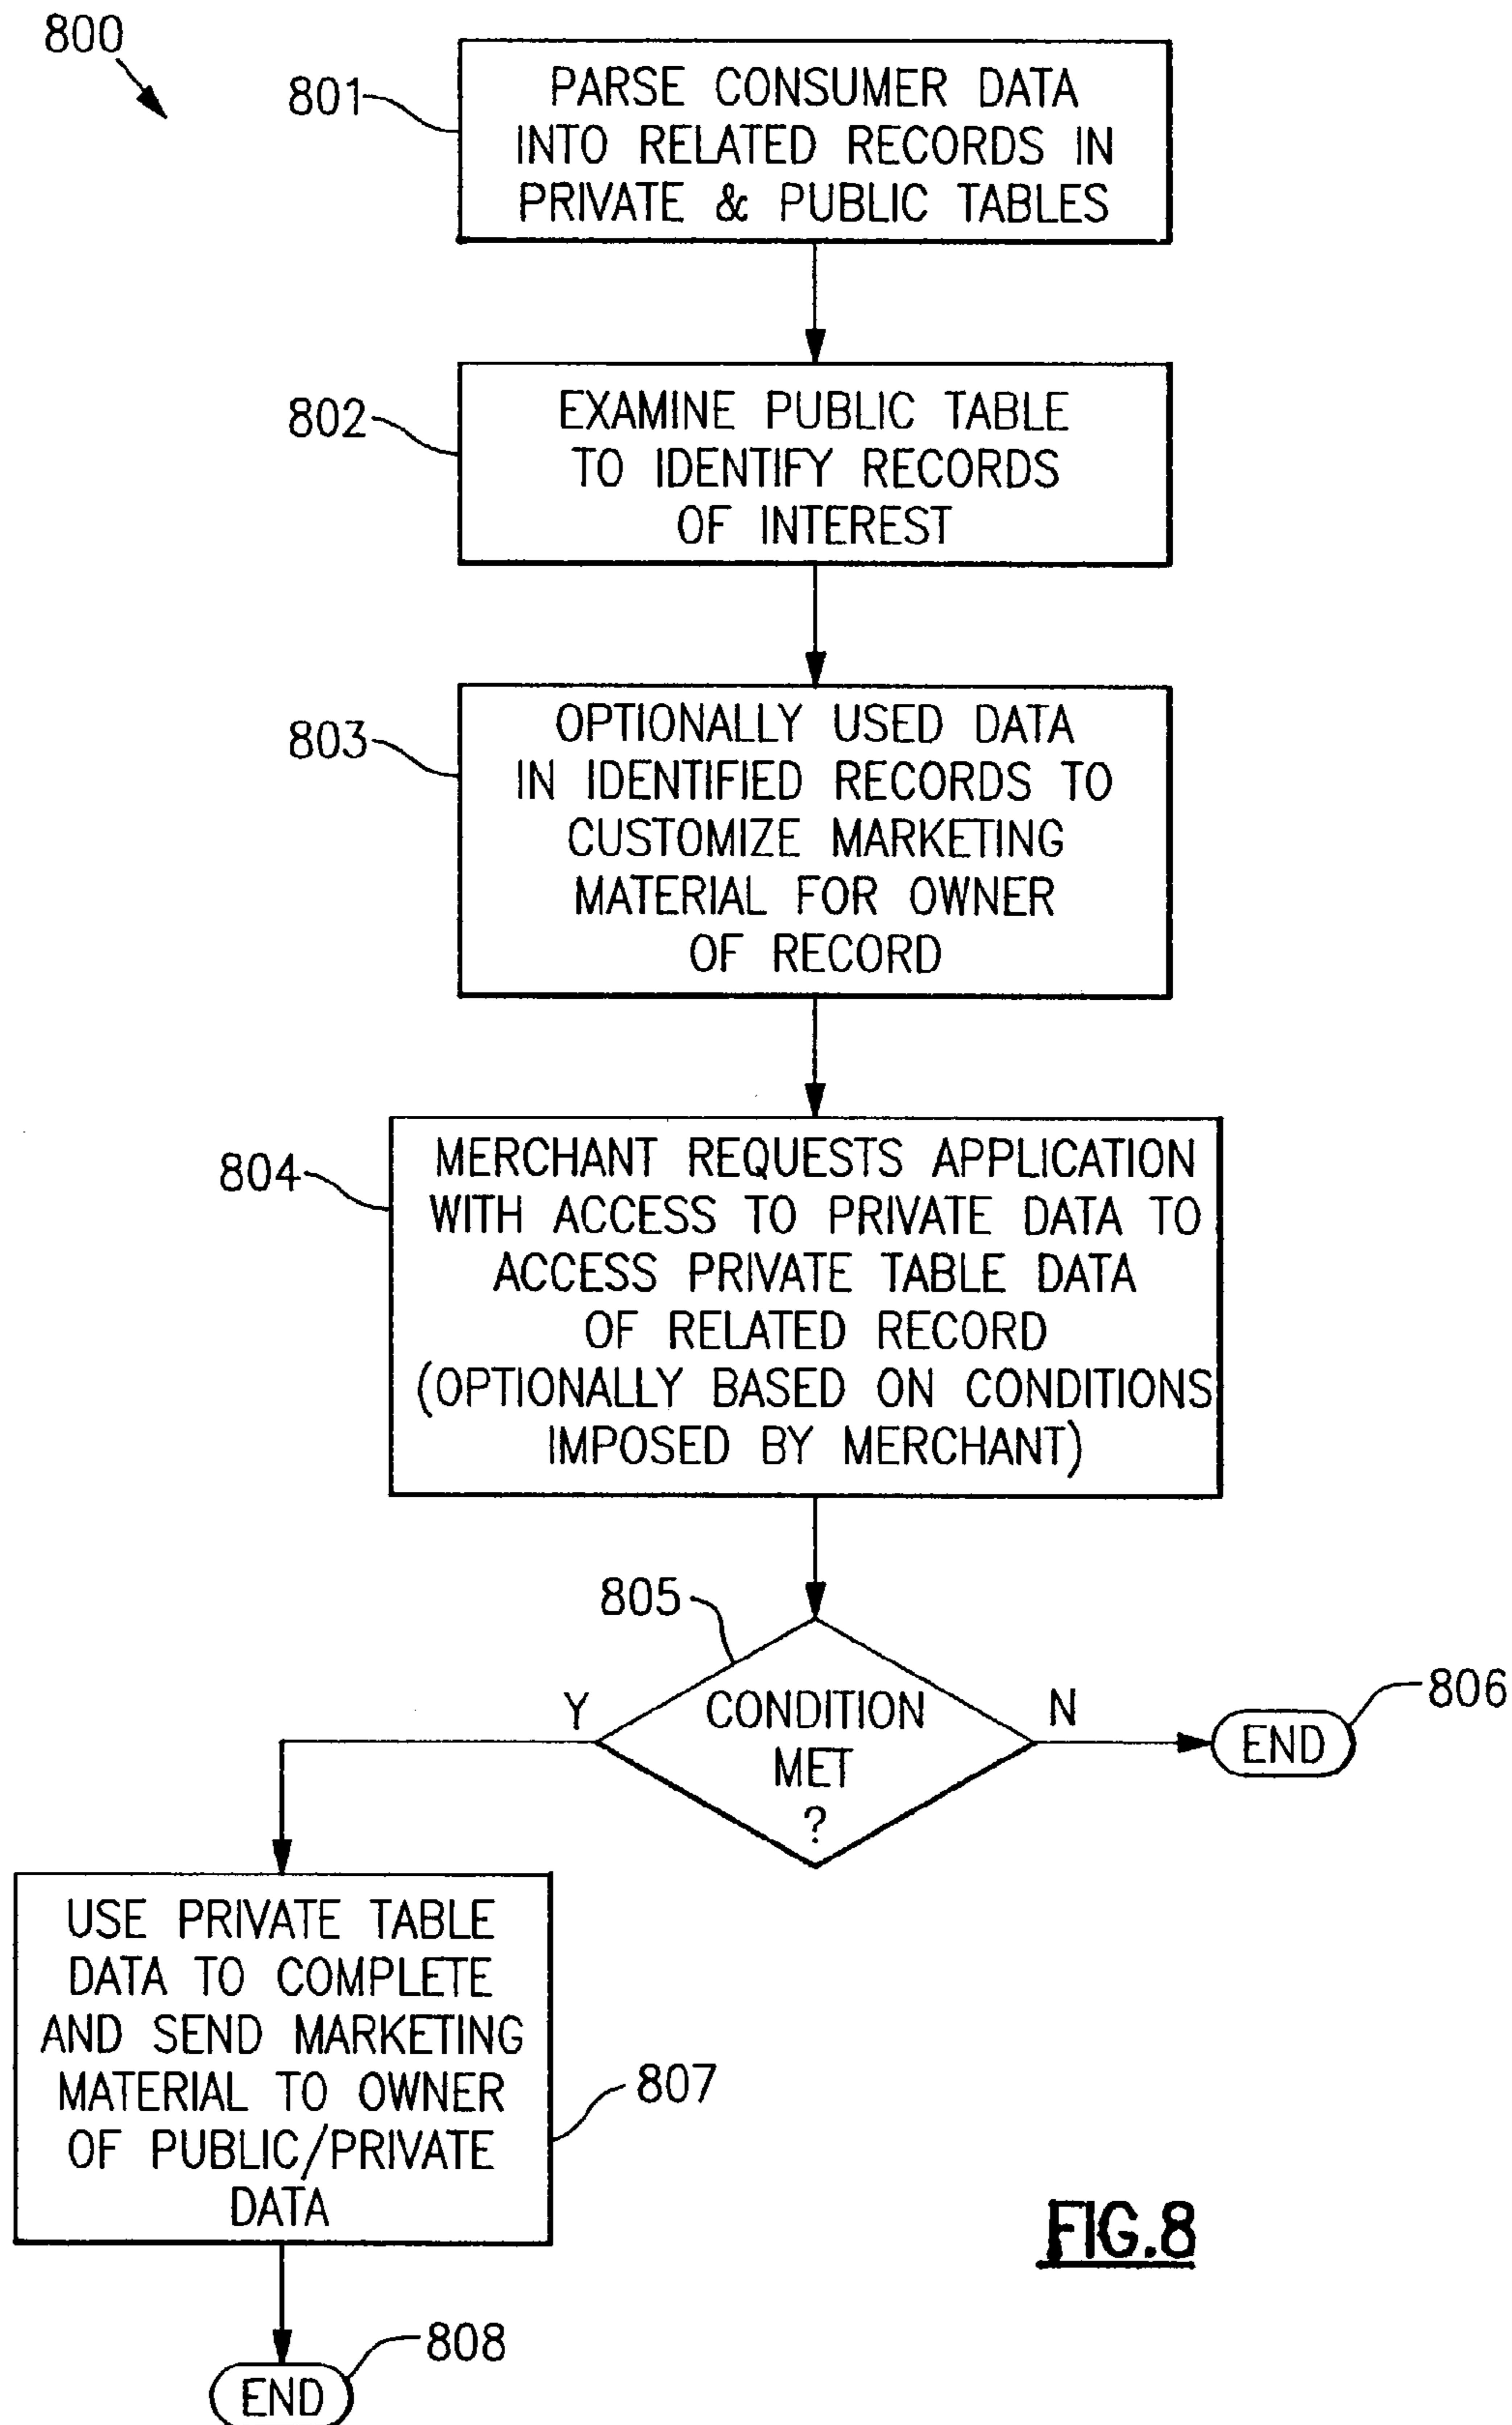 800
801
PARSE CONSUMER DATA
INTO RELATED RECORDS IN
PRIVATE & PUBLIC TABLES
802
EXAMINE PUBLIC TABLE
TO IDENTIFY RECORDS
OF INTEREST
803
OPTIONALLY USED DATA
IN IDENTIFIED RECORDS TO
CUSTOMIZE MARKETING
MATERIAL FOR OWNER
OF RECORD
804
MERCHANT REQUESTS APPLICATION
WITH ACCESS TO PRIVATE DATA TO
ACCESS PRIVATE TABLE DATA
OF RELATED RECORD
(OPTIONALLY BASED ON CONDITIONS
IMPOSED BY MERCHANT)
805
Y
CONDITION
MET
?
N
END
806
USE PRIVATE TABLE
DATA TO COMPLETE
AND SEND MARKETING
MATERIAL TO OWNER
OF PUBLIC/PRIVATE
DATA
807
END
808
FIG.8